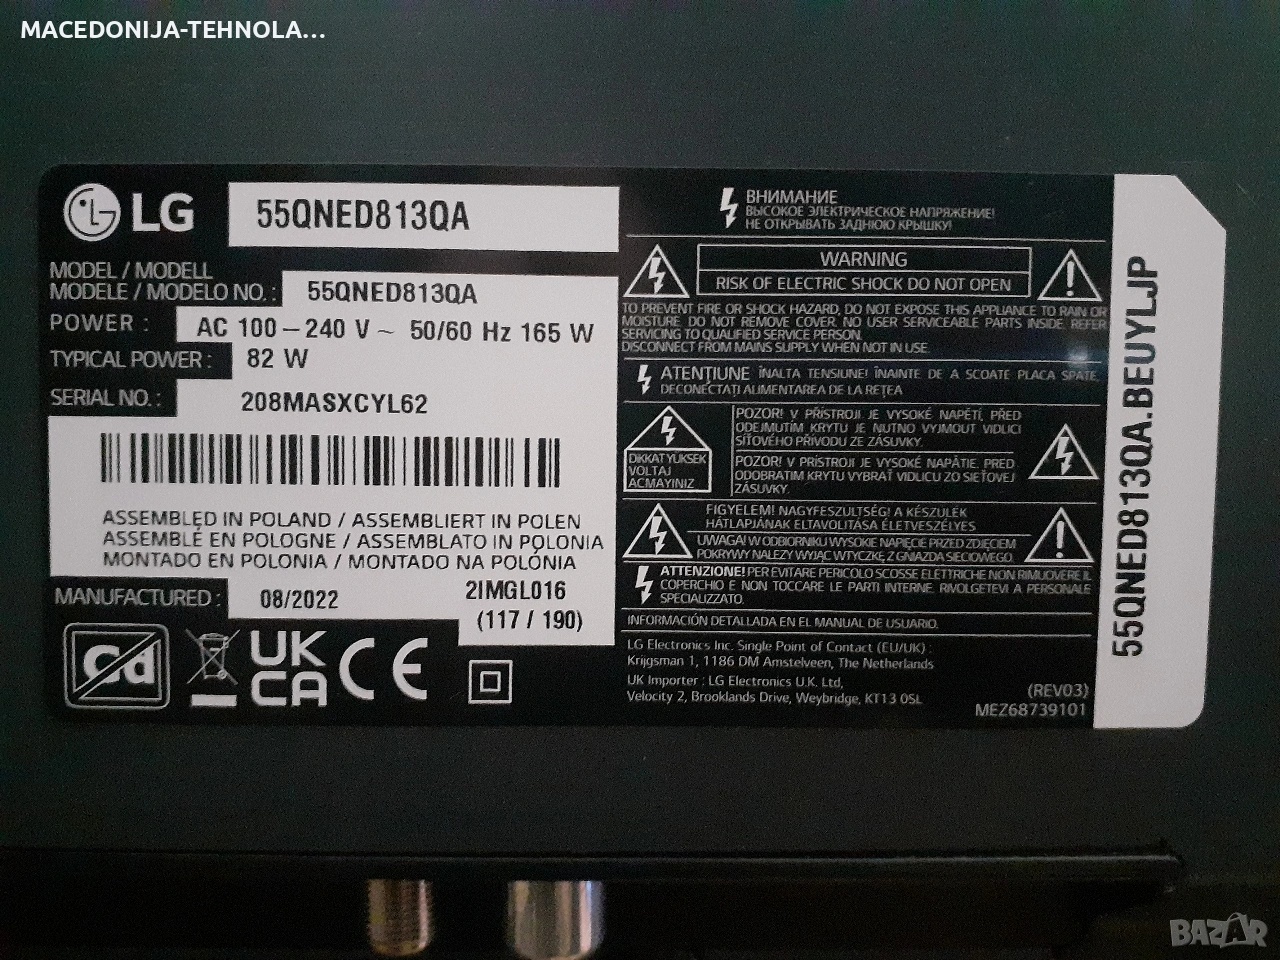 MACEDONIJA-TEHNOLA...
LG
55QNED813QA
MODEL / MODELL
MODELE / MODELO NO. : 55QNED813QA
POWER : AC 100 – 240 V ~ 50/60 Hz 165 W
TYPICAL POWER : 82 W
SERIAL NO. : 208MASXCYL62
ASSEMBLED IN POLAND / ASSEMBLIERT IN POLEN
ASSEMBLÉ EN POLOGNE / ASSEMBLATO IN POLONIA
MONTADO EN POLONIA / MONTADO NA POLÓNIA
MANUFACTURED : 08/2022
2IMGL016
(117 / 190)
Cd
UK
CA
CE
ВНИМАНИЕ
ВЫСОКОЕ ЭЛЕКТРИЧЕСКОЕ НАПРЯЖЕНИЕ!
НЕ ОТКРЫВАТЬ ЗАДНЮЮ КРЫШКУ!
WARNING
RISK OF ELECTRIC SHOCK DO NOT OPEN
TO PREVENT FIRE OR SHOCK HAZARD, DO NOT EXPOSE THIS APPLIANCE TO RAIN OR
MOISTURE. DO NOT REMOVE COVER. NO USER SERVICEABLE PARTS INSIDE. REFER
SERVICING TO QUALIFIED SERVICE PERSON.
DISCONNECT FROM MAINS SUPPLY WHEN NOT IN USE.
ATENŢIUNE ÎNALTA TENSIUNE! ÎNAINTE DE A SCOATE PLACA SPATE,
DECONECTAŢI ALIMENTAREA DE LA REŢEA
DIKKAT YÜKSEK
VOLTAJ
AÇMAYINIZ
POZOR! V PŘÍSTROJI JE VYSOKÉ NAPĚTÍ, PŘED
ODEJMUTÍM KRYTU JE NUTNO VYJMOUT VIDLICI
SÍŤOVÉHO PŘÍVODU ZE ZÁSUVKY.
POZOR! V PRÍSTROJI JE VYSOKÉ NAPÄTIE. PRED
ODOBRATIM KRYTU VYBRAŤ VIDLICU ZO SIEŤOVEJ
ZÁSUVKY.
FIGYELEM! NAGYFESZULTSÉG! A KÉSZÜLEK
HÁTLAPJÁNAK ELTAVOLITÁSA ÉLETVESZÉLYES
UWAGA! W ODBIORNIKU WYSOKIE NAPIĘCIE PRZED ZDJĘCIEM
POKRYWY NALEŻY WYJĄĆ WTYCZKĘ Z GNIAZDA SIECIOWEGO.
ATTENZIONE! PER EVITARE PERICOLO SCOSSE ELETTRICHE NON RIMUOVERE IL
COPERCHIO E NON TOCCARE LE PARTI INTERNE. RIVOLGETEVI A PERSONALE
SPECIALIZZATO.
INFORMACIÓN DETALLADA EN EL MANUAL DE USUARIO.
LG Electronics Inc. Single Point of Contact (EU/UK) :
Krijgsman 1, 1186 DM Amstelveen, The Netherlands
UK Importer : LG Electronics U.K. Ltd,
Velocity 2, Brooklands Drive, Weybridge, KT13 0SL
(REV03)
MEZ68739101
55QNED813QA.BEUYLJP
BAZAR